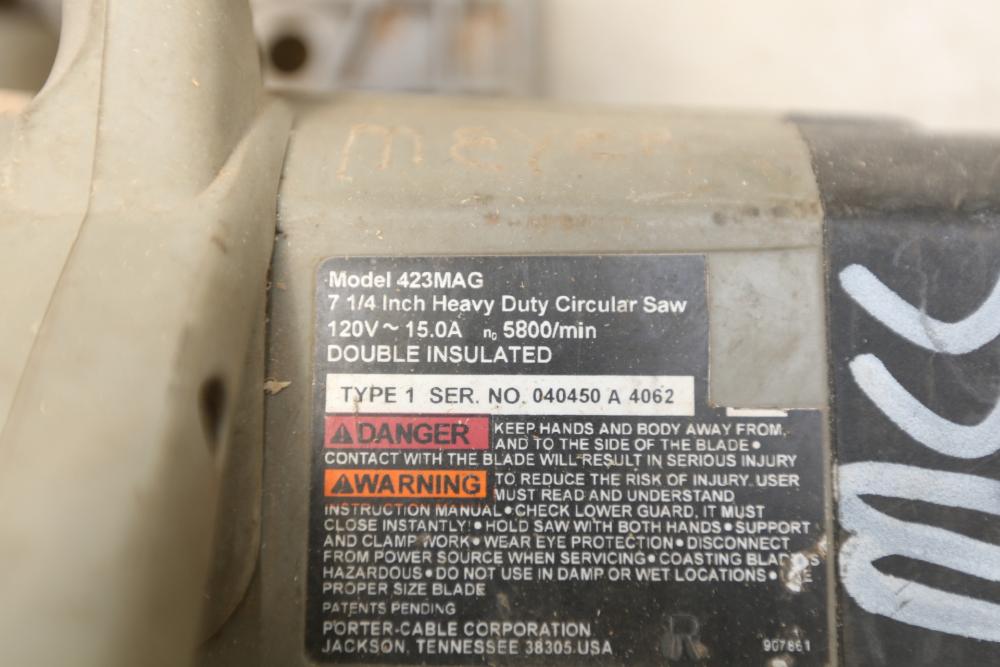 MEYER
Model 423MAG
7 1/4 Inch Heavy Duty Circular Saw
120V ~ 15.0A n₀ 5800/min
DOUBLE INSULATED
TYPE 1 SER. NO. 040450 A 4062
DANGER KEEP HANDS AND BODY AWAY FROM
AND TO THE SIDE OF THE BLADE •
CONTACT WITH THE BLADE WILL RESULT IN SERIOUS INJURY
WARNING TO REDUCE THE RISK OF INJURY. USER
MUST READ AND UNDERSTAND
INSTRUCTION MANUAL • CHECK LOWER GUARD, IT MUST
CLOSE INSTANTLY! • HOLD SAW WITH BOTH HANDS • SUPPORT
AND CLAMP WORK • WEAR EYE PROTECTION • DISCONNECT
FROM POWER SOURCE WHEN SERVICING • COASTING
HAZARDOUS • DO NOT USE IN DAMP OR WET LOCATIONS •
PROPER SIZE BLADE
PATENTS PENDING
PORTER-CABLE CORPORATION
JACKSON, TENNESSEE 38305 USA
907861
R